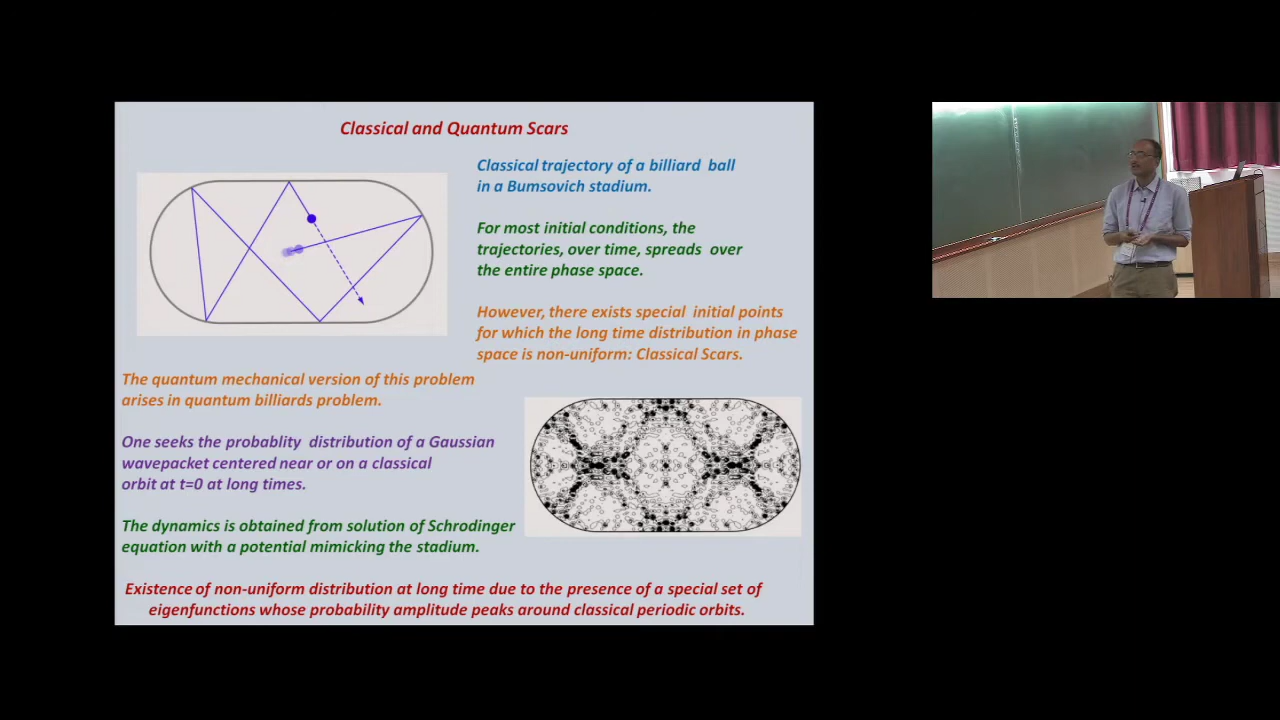 Classical and Quantum Scars
Classical trajectory of a billiard ball
in a Bumsovich stadium.
For most initial conditions, the
trajectories, over time, spreads over
the entire phase space.
However, there exists special initial points
for which the long time distribution in phase
space is non-uniform: Classical Scars.
The quantum mechanical version of this problem
arises in quantum billiards problem.
One seeks the probablity distribution of a Gaussian
wavepacket centered near or on a classical
orbit at t=0 at long times.
The dynamics is obtained from solution of Schrodinger
equation with a potential mimicking the stadium.
Existence of non-uniform distribution at long time due to the presence of a special set of
eigenfunctions whose probability amplitude peaks around classical periodic orbits.